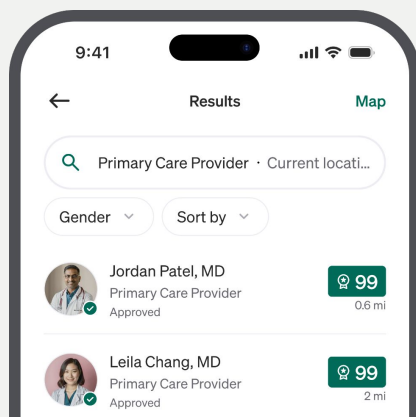 9:41
Results
Map
Primary Care Provider · Current locati...
Gender
Sort by
Jordan Patel, MD
Primary Care Provider
Approved
99
0.6 mi
Leila Chang, MD
Primary Care Provider
Approved
99
2 mi